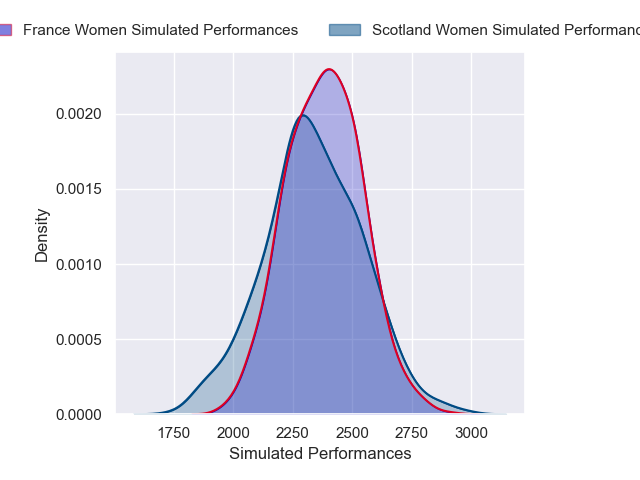 France Women Simulated Performances
Scotland Women Simulated
0.0020
0.0015
0.0010
0.0005
0.0000
Density
1750 2000 2250 2500 2750 3000
Simulated Performances